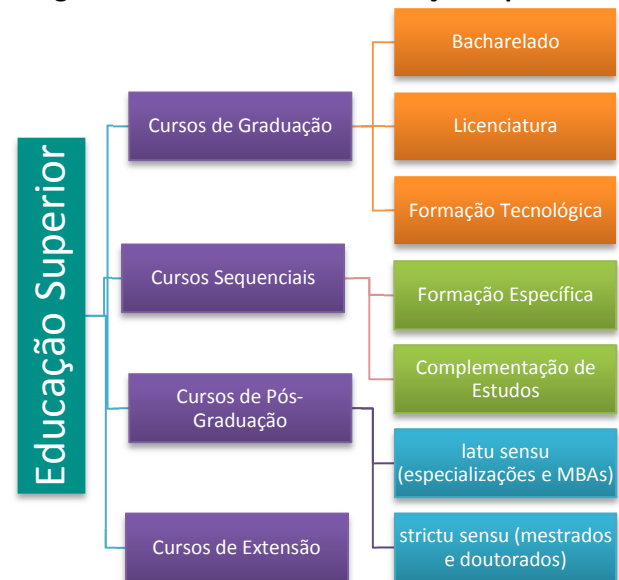 Educação Superior
Cursos de Graduação
Bacharelado
Licenciatura
Formação Tecnológica
Cursos Sequenciais
Formação Específica
Complementação de
Estudos
Cursos de Pós-
Graduação
latu sensu
(especializações e MBAs)
strictu sensu (mestrados
e doutorados)
Cursos de Extensão